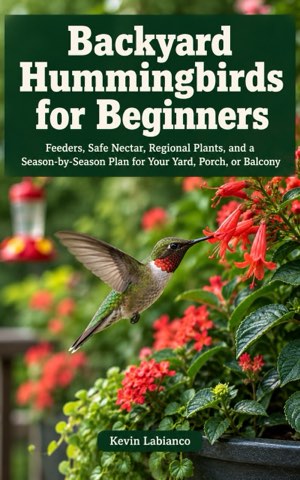 Backyard
Hummingbirds
for Beginners
Feeders, Safe Nectar, Regional Plants, and a
Season-by-Season Plan for Your Yard, Porch, or Balcony
Kevin Labianco